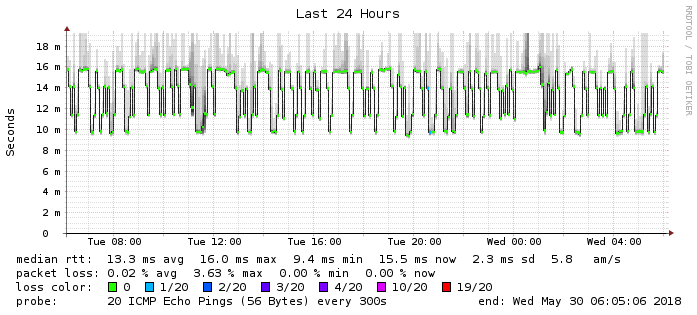 Last 24 Hours
RRDTOOL / TOBI OETIKER
Seconds
18 m
16 m
14 m
12 m
10 m
8 m
6 m
4 m
2 m
0
Tue 08:00 Tue 12:00 Tue 16:00 Tue 20:00 Wed 00:00 Wed 04:00
median rtt: 13.3 ms avg 16.0 ms max 9.4 ms min 15.5 ms now 2.3 ms sd 5.8 am/s
packet loss: 0.02 % avg 3.63 % max 0.00 % min 0.00 % now
loss color: 0 1/20 2/20 3/20 4/20 10/20 19/20
probe: 20 ICMP Echo Pings (56 Bytes) every 300s end: Wed May 30 06:05:06 2018